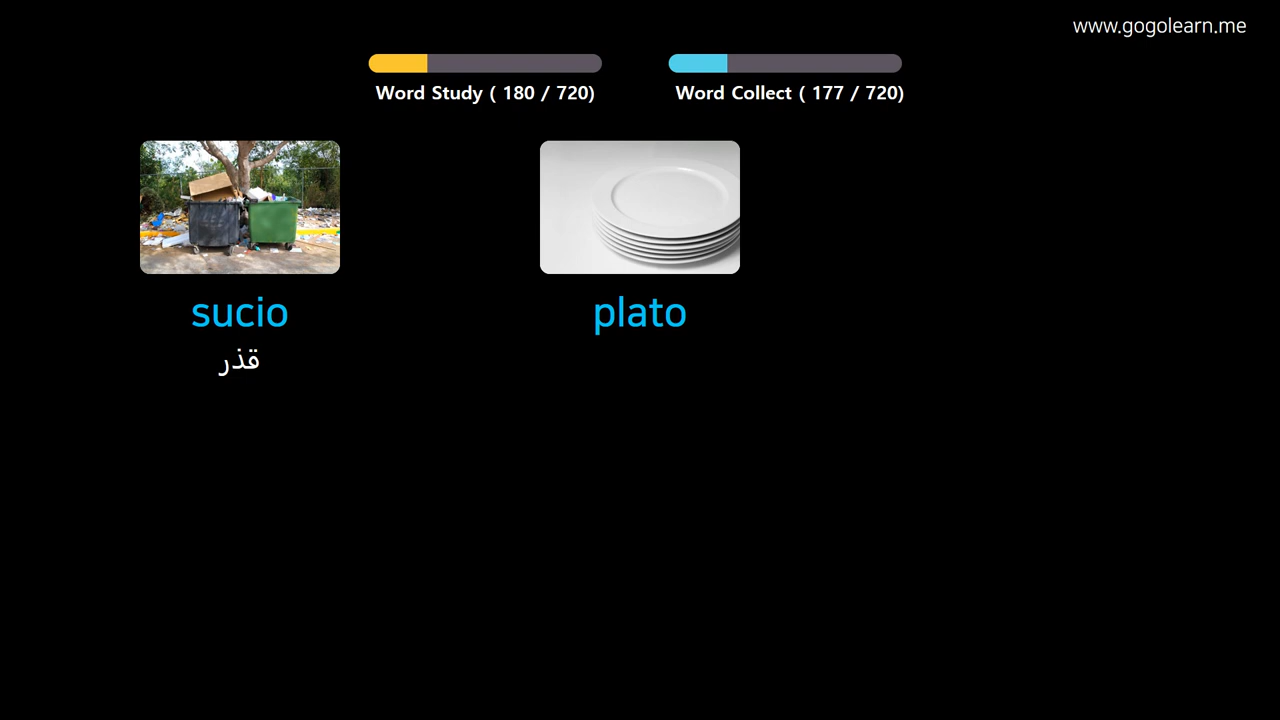 www.gogolearn.me
Word Study ( 180 / 720)
Word Collect ( 177 / 720)
sucio
قذر
plato